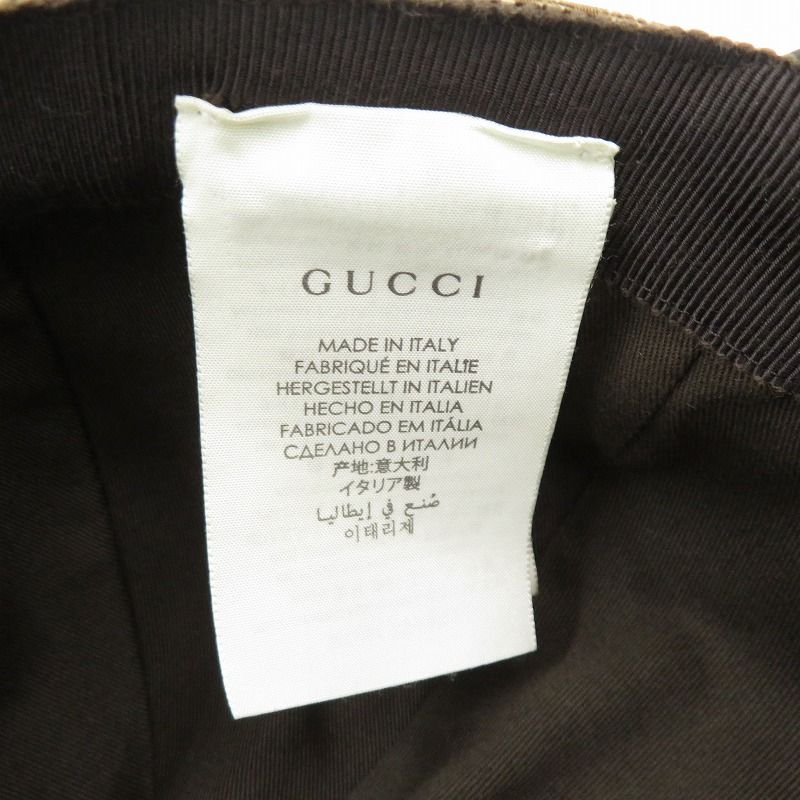 GUCCI
MADE IN ITALY
FABRIQUÉ EN ITALIE
HERGESTELLT IN ITALIEN
HECHO EN ITALIA
FABRICADO EM ITÁLIA
СДЕЛАНО В ИТАЛИИ
产地:意大利
イタリア製
صُنع في إيطاليا
이태리제